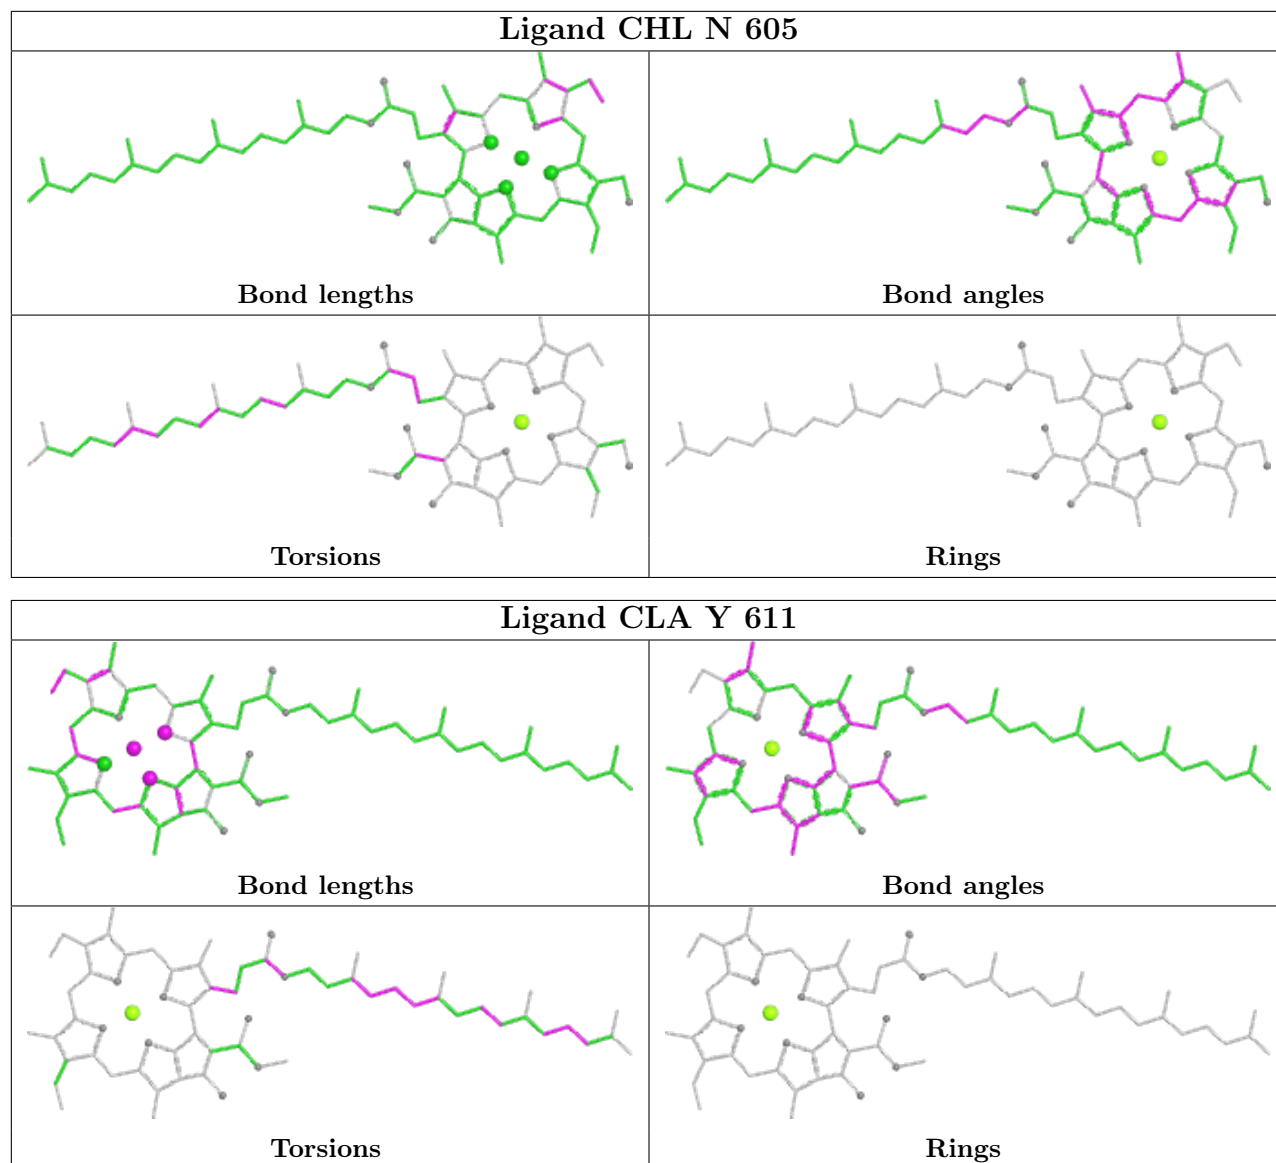 Ligand CHL N 605
Bond lengths
Bond angles
Torsions
Rings
Ligand CLA Y 611
Bond lengths
Bond angles
Torsions
Rings